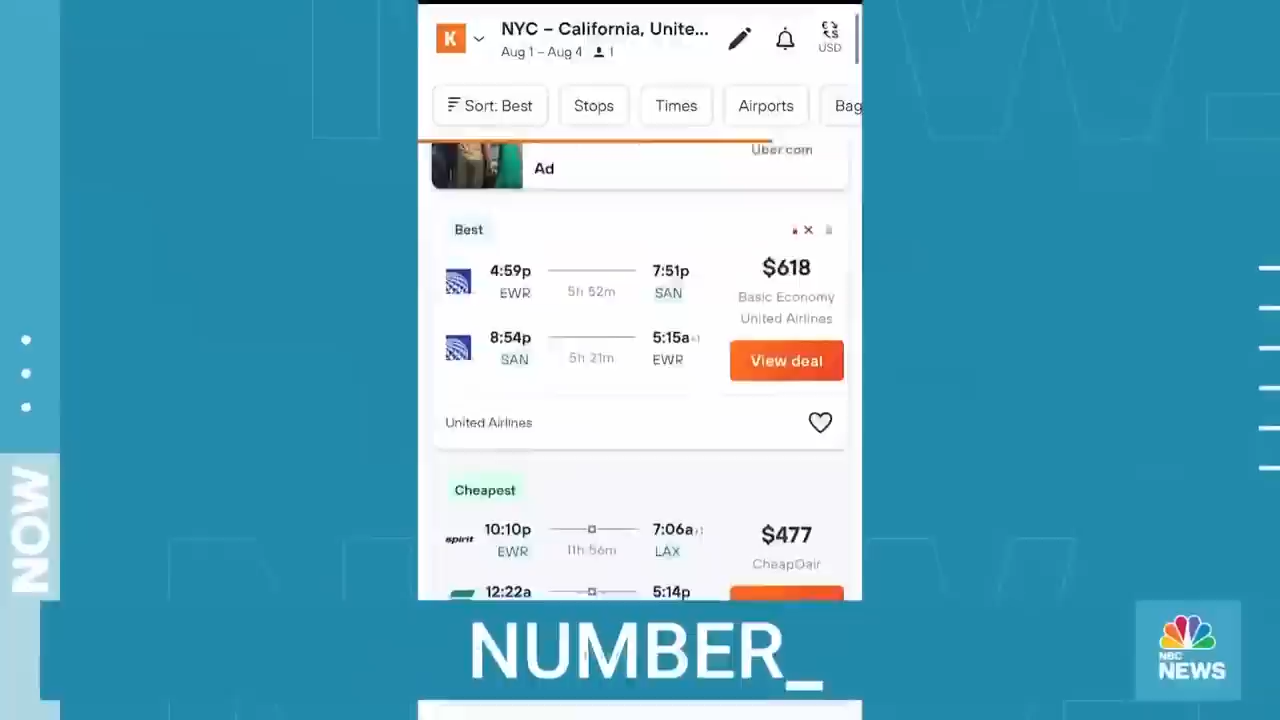 K
NYC – California, Unite...
Aug 1 – Aug 4 1
USD
Sort: Best
Stops
Times
Airports
Bag
Uber.com
Ad
Best
4:59p
7:51p
$618
EWR
5h 52m
SAN
Basic Economy
United Airlines
8:54p
5:15a+1
SAN
5h 21m
EWR
View deal
United Airlines
Cheapest
spirit
10:10p
7:06a+1
$477
EWR
11h 56m
LAX
CheapOair
12:22a
5:14p
NOW
NUMBER_
NBC
NEWS